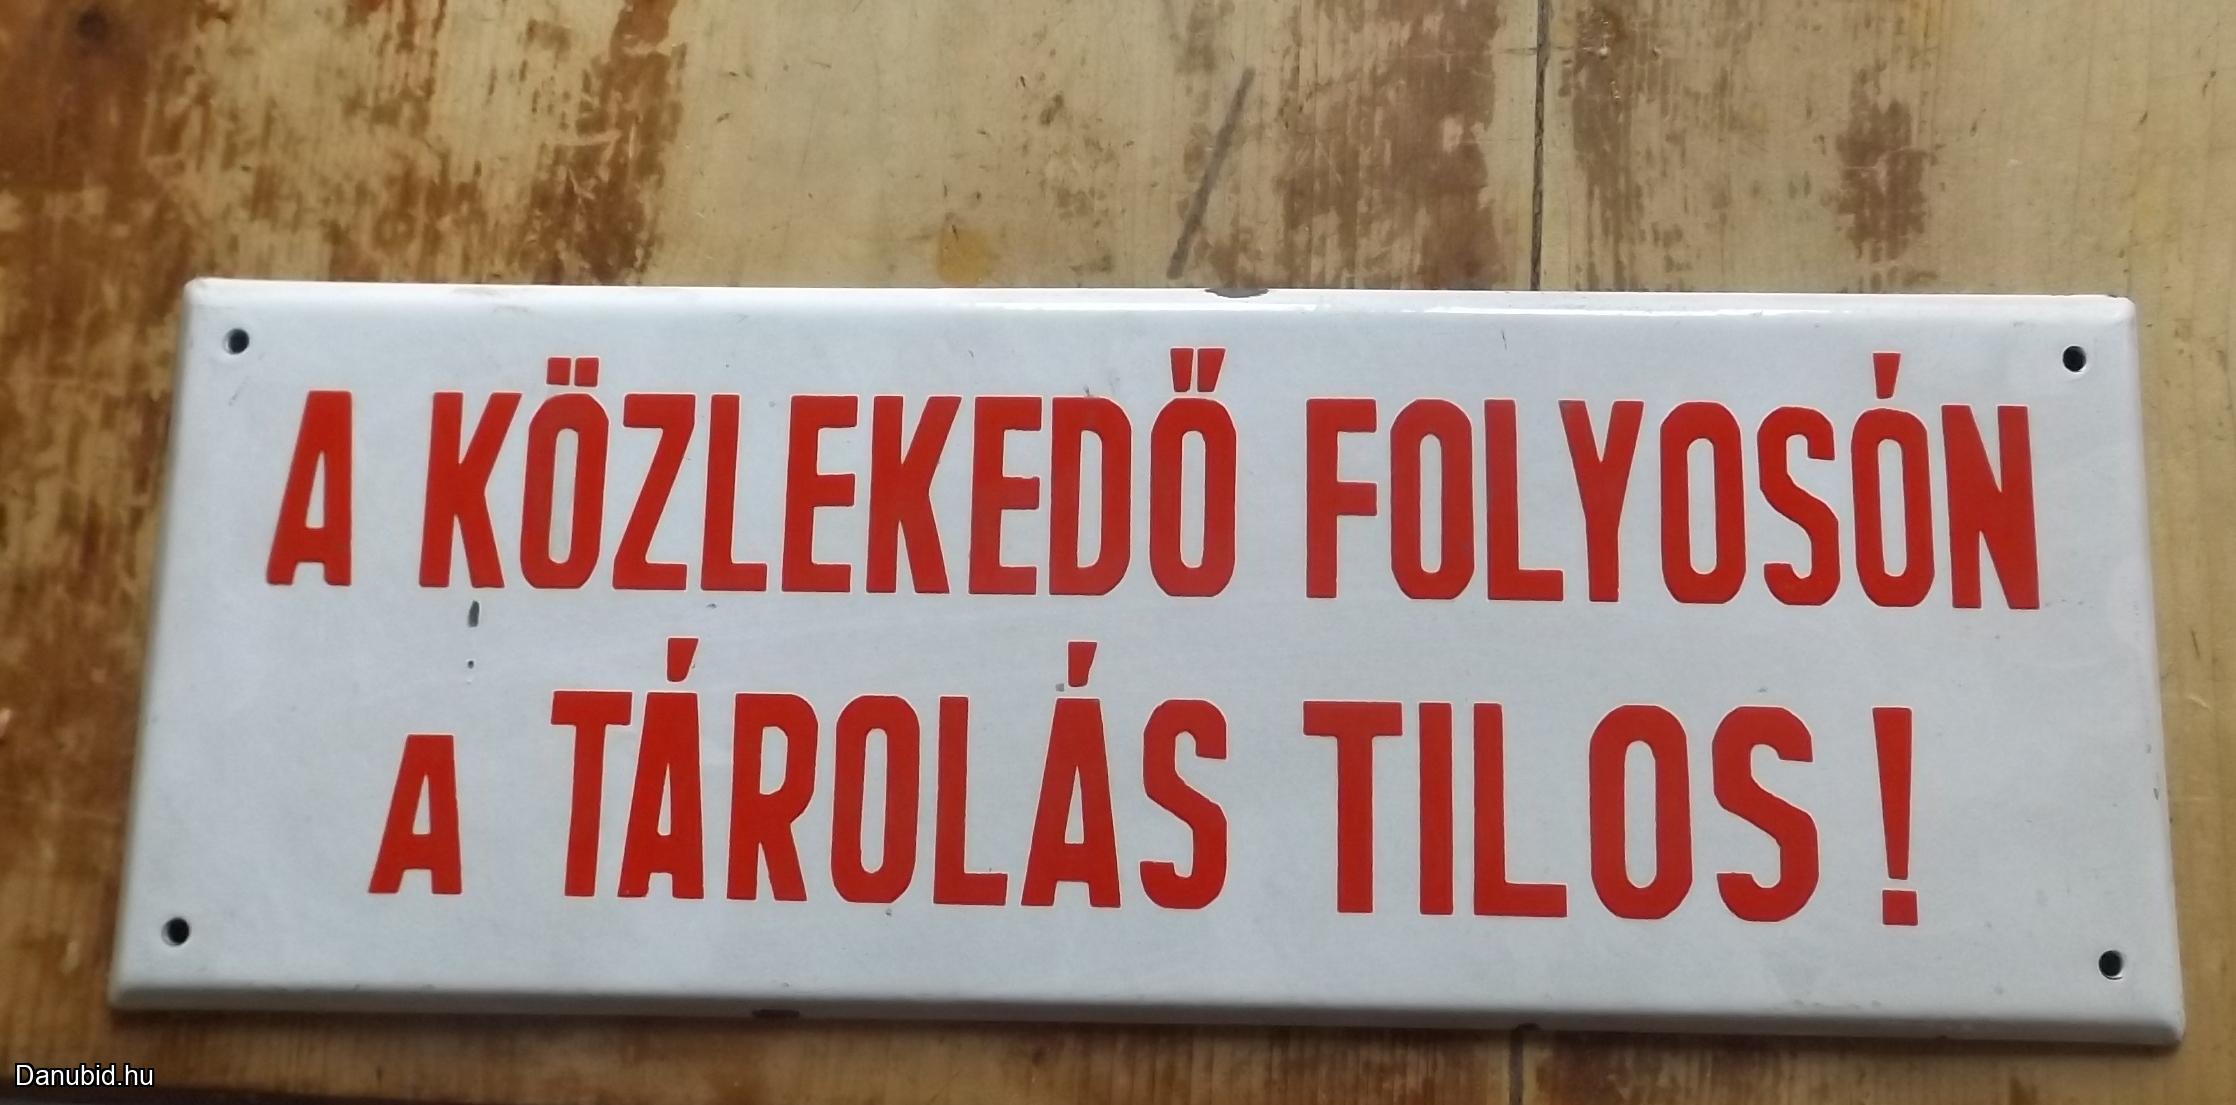 A KÖZLEKEDŐ FOLYOSÓN
A TÁROLÁS TILOS!
Danubid.hu